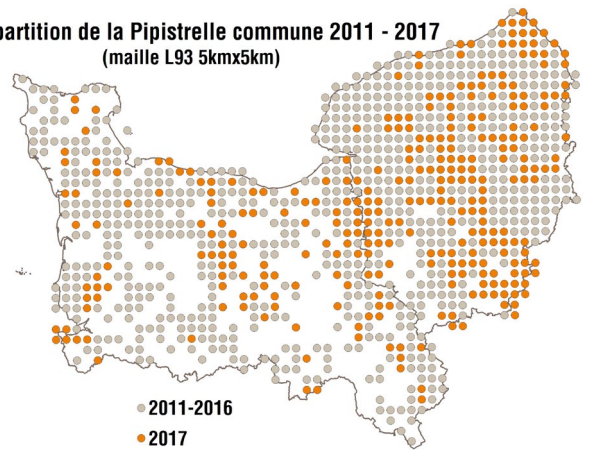 partition de la Pipistrelle commune 2011 - 2017
(maille L93 5kmx5km)
2011-2016
2017